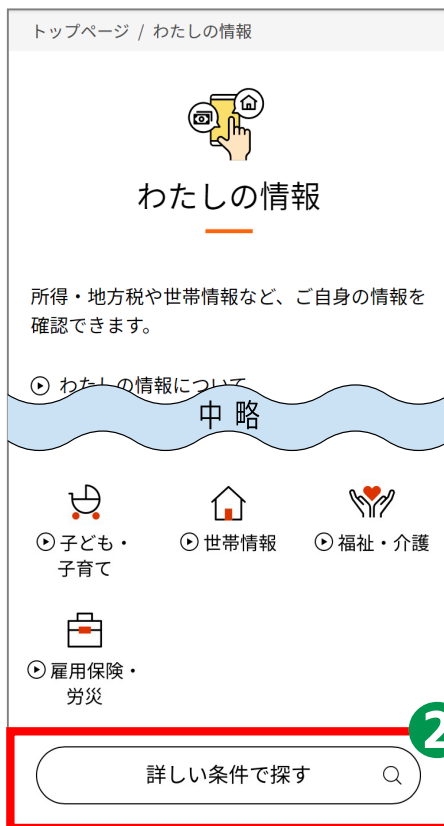 トップページ / わたしの情報
わたしの情報
所得・地方税や世帯情報など、ご自身の情報を
確認できます。
わたしの情報について
中略
子ども・
子育て
世帯情報
福祉・介護
雇用保険・
労災
2
詳しい条件で探す